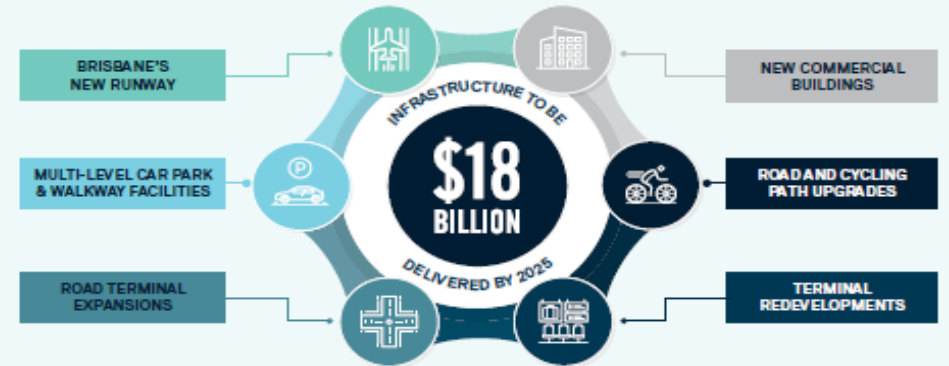 BRISBANE'S
NEW RUNWAY
MULTI-LEVEL CAR PARK
& WALKWAY FACILITIES
ROAD TERMINAL
EXPANSIONS
P
INFRASTRUCTURE TO BE
$18
BILLION
DELIVERED BY 2025
NEW COMMERCIAL
BUILDINGS
ROAD AND CYCLING
PATH UPGRADES
TERMINAL
REDEVELOPMENTS